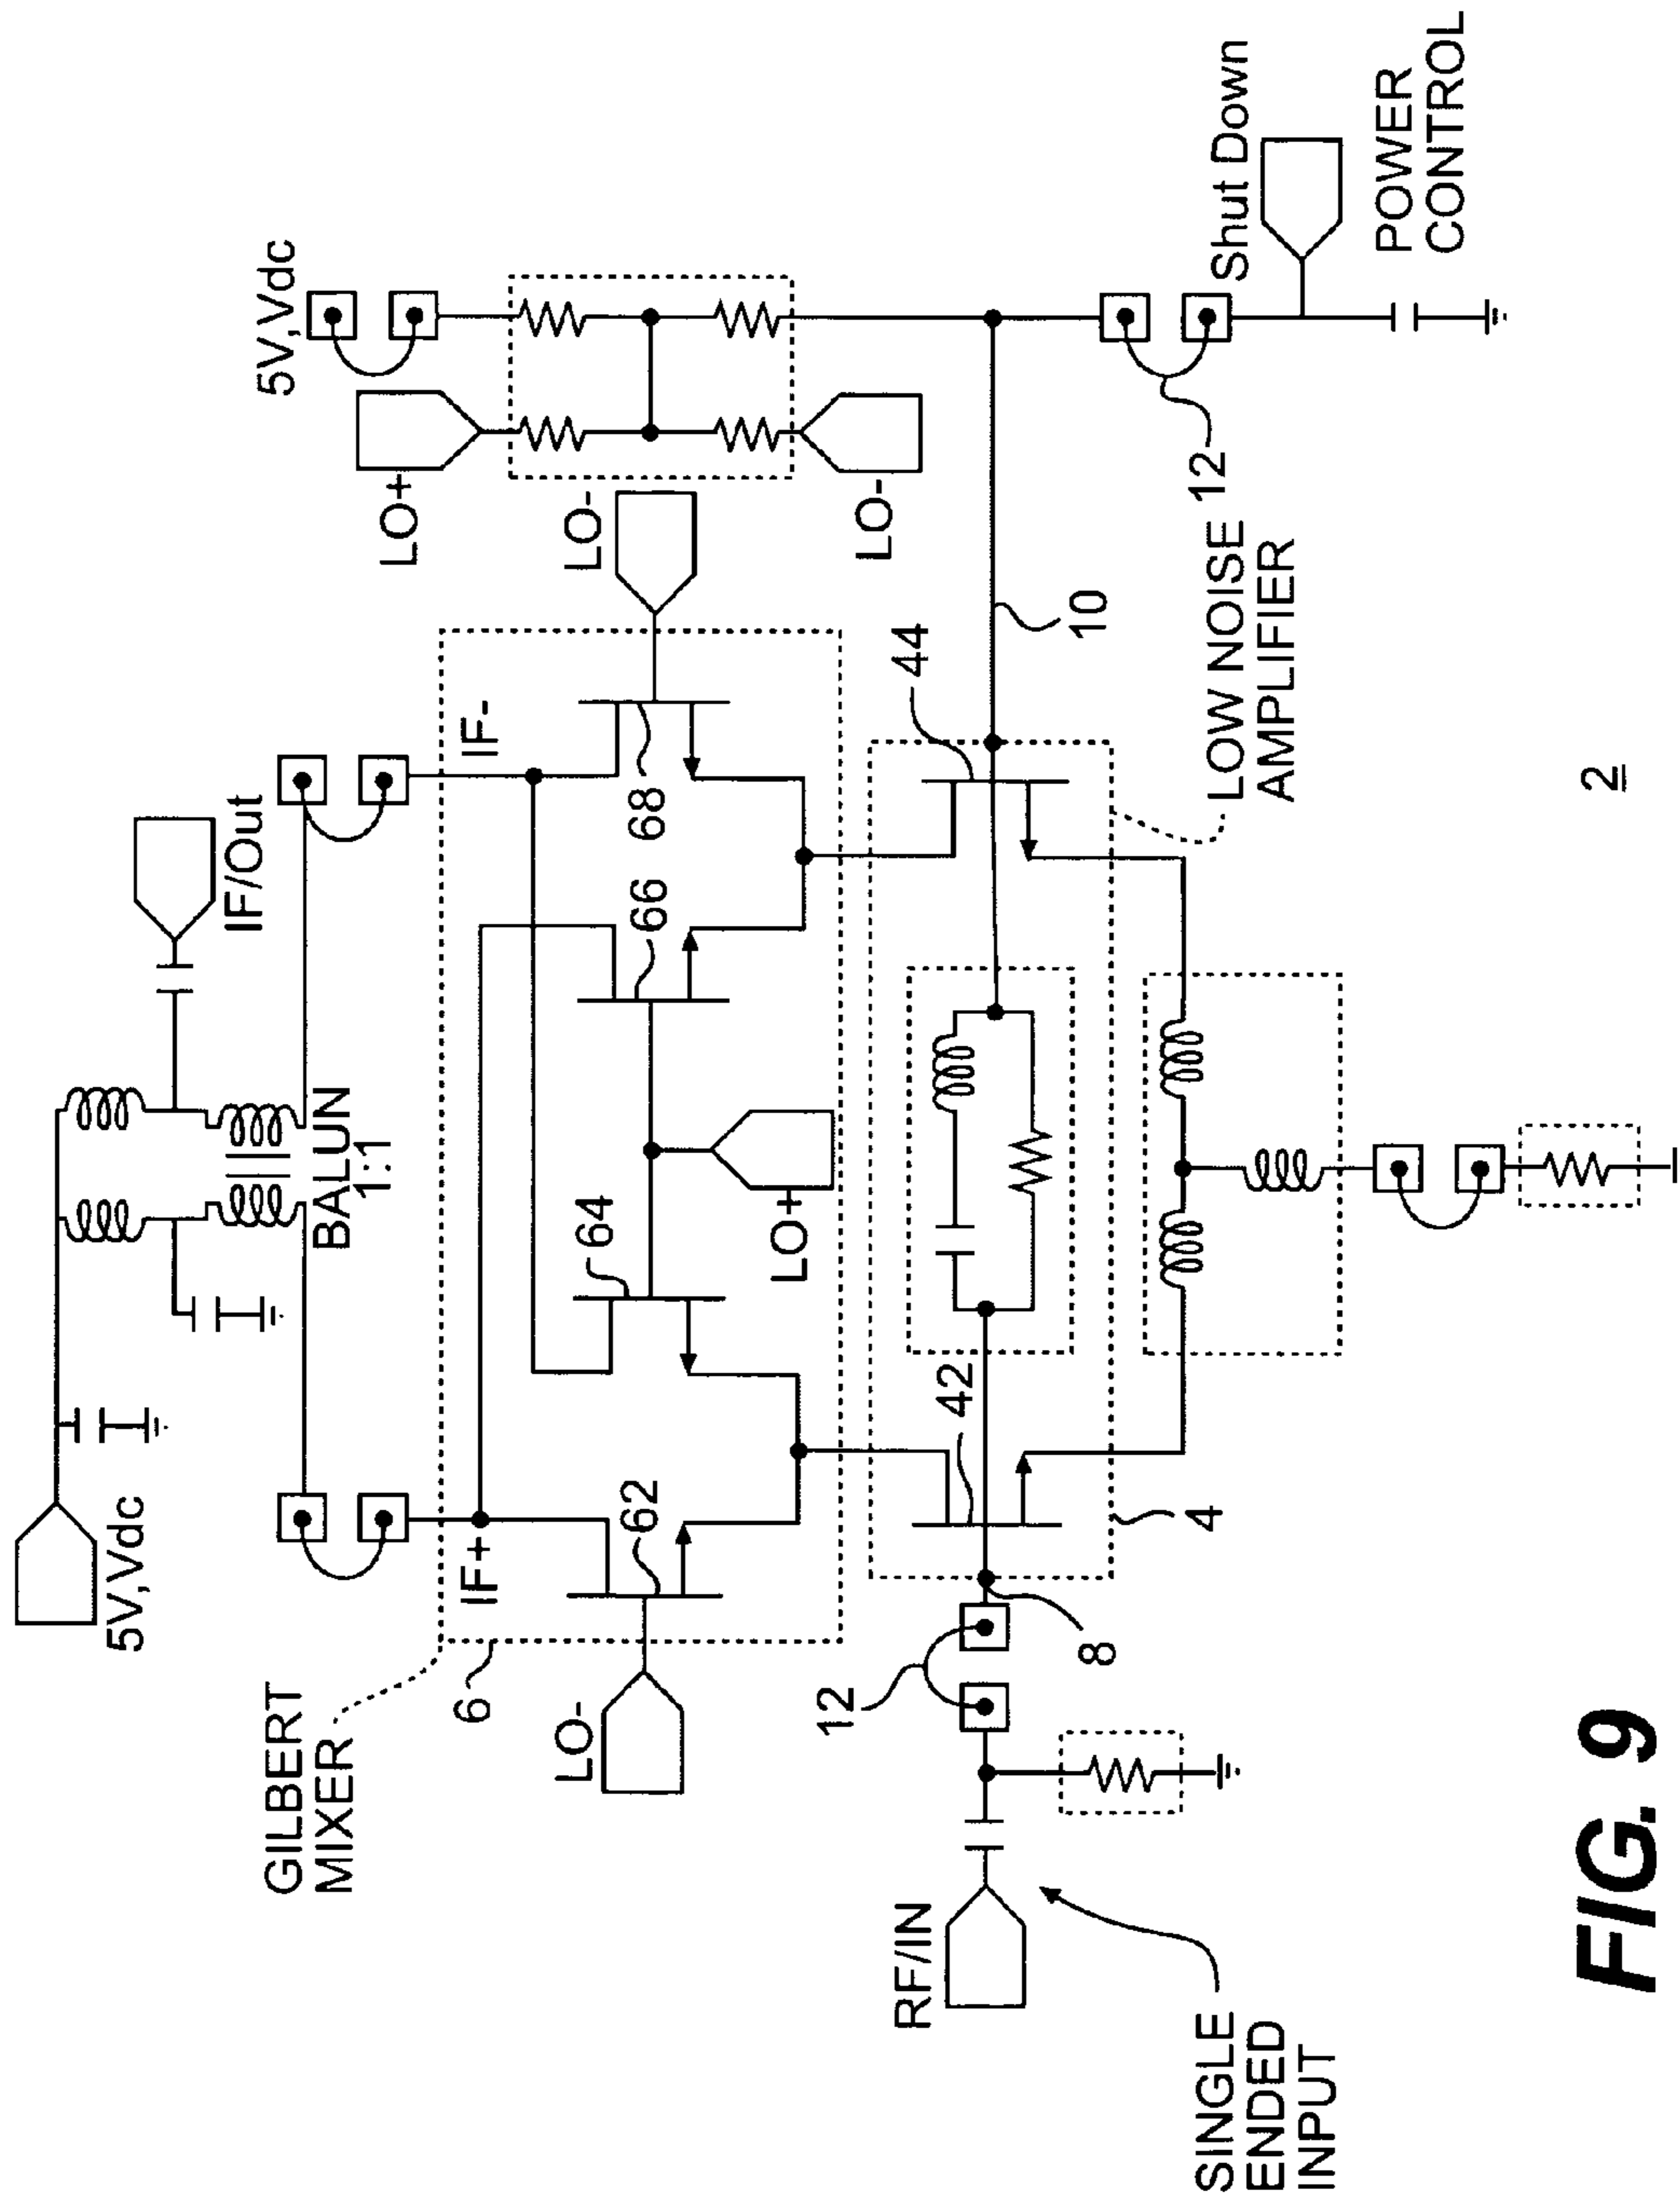 5V,Vdc
IF/Out
BALUN
1:1
5V,Vdc
GILBERT
MIXER
6
IF+
IF-
LO-
62
64
66
68
LO+
LO-
LO+
LO-
RF/IN
12
8
42
44
4
10
12
Shut Down
POWER
CONTROL
LOW NOISE
AMPLIFIER
SINGLE
ENDED
INPUT
2
FIG. 9